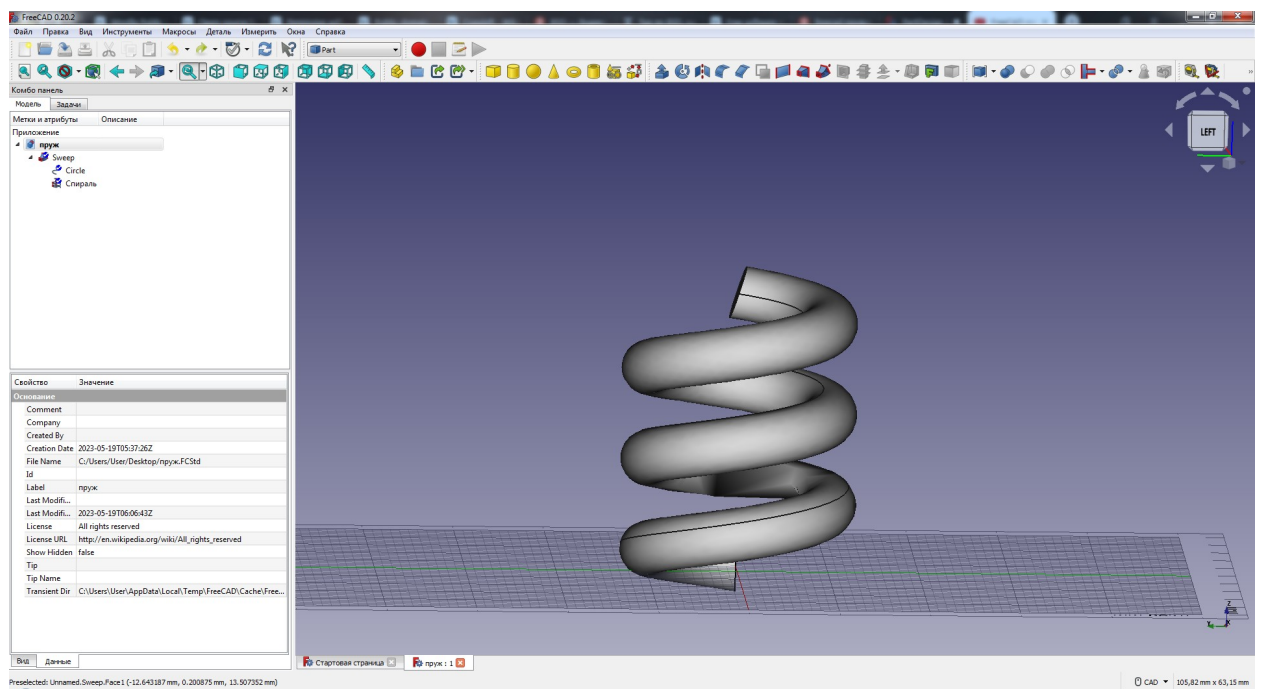 FreeCAD 0.20.2
Файл Правка Вид Инструменты Макросы Деталь Измерить Окна Справка
Part
Комбо панель
Модель Задачи
Метки и атрибуты Описание
Приложение
пруж
Sweep
Circle
Спираль
LEFT
Свойство Значение
Основание
Comment
Company
Created By
Creation Date 2023-05-19T05:37:26Z
File Name C:/Users/User/Desktop/пруж.FCStd
Id
Label пруж
Last Modifi...
Last Modifi... 2023-05-19T06:06:43Z
License All rights reserved
License URL http://en.wikipedia.org/wiki/All_rights_reserved
Show Hidden false
Tip
Tip Name
Transient Dir C:\Users\User\AppData\Local\Temp\FreeCAD\Cache\Free...
Z
Y X
Вид Данные
Стартовая страница пруж : 1
Preselected: Unnamed.Sweep.Face1 (-12.643187 mm, 0.200875 mm, 13.507352 mm)
CAD 105,82 mm x 63,15 mm